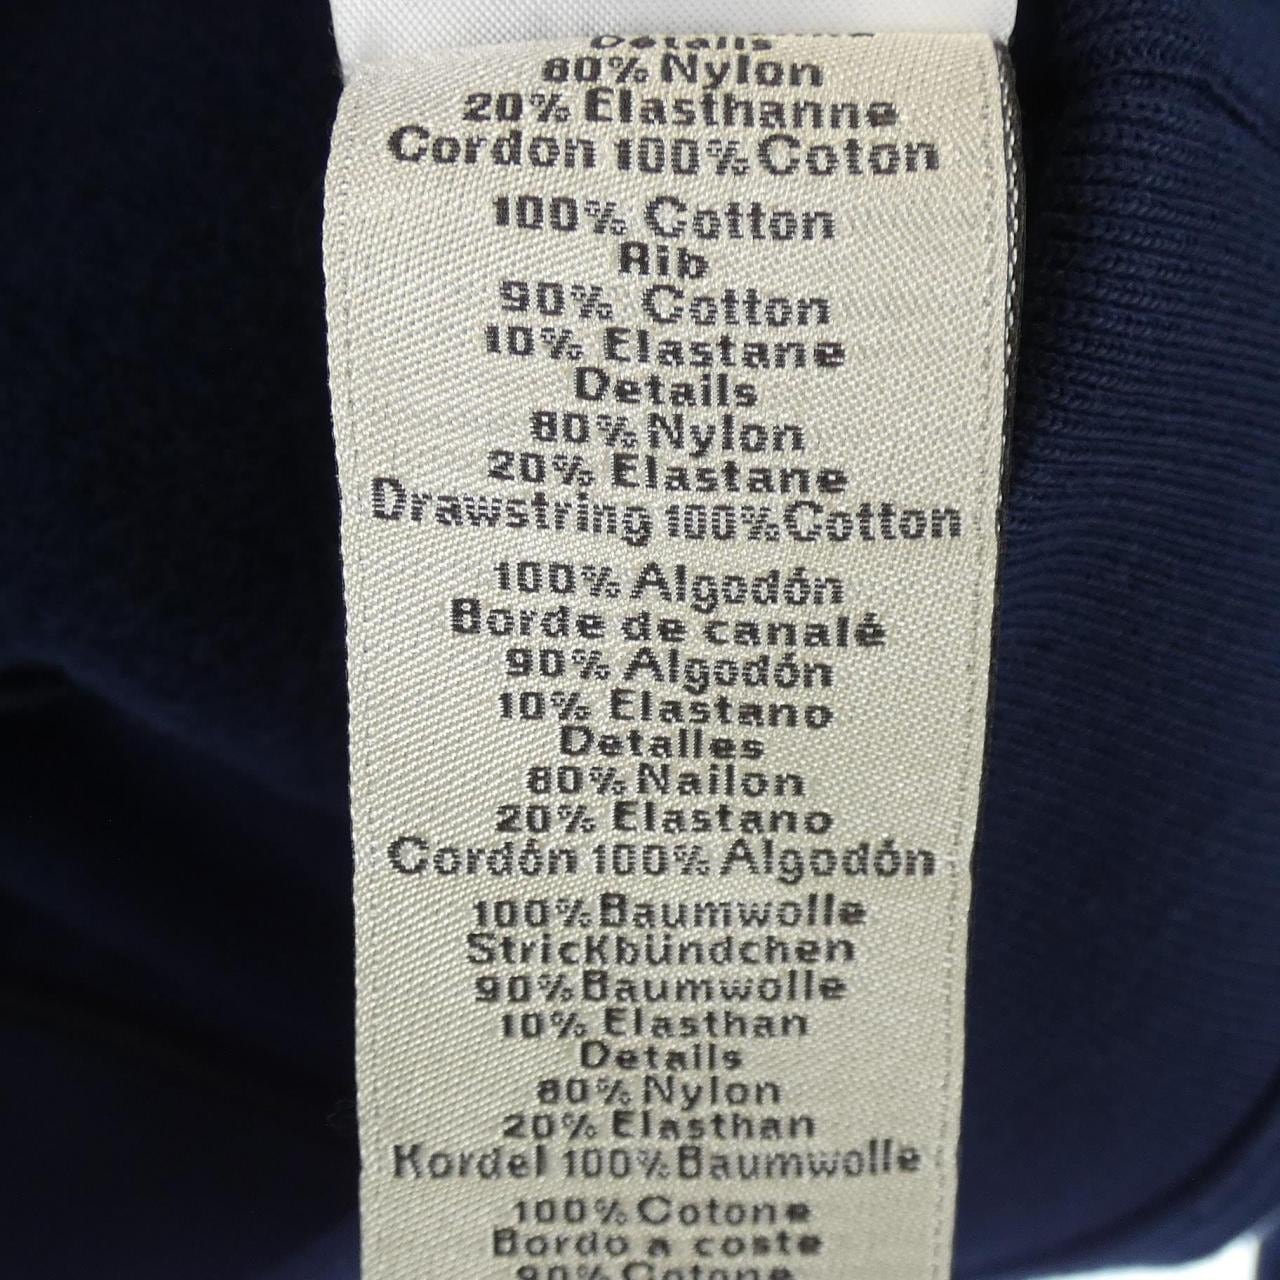 Details
80% Nylon
20% Elasthanne
Cordon 100% Coton
100% Cotton
Rib
90% Cotton
10% Elastane
Details
80% Nylon
20% Elastane
Drawstring 100% Cotton
100% Algodón
Borde de canalé
90% Algodón
10% Elastano
Detalles
80% Nailon
20% Elastano
Cordón 100% Algodón
100% Baumwolle
Strickbündchen
90% Baumwolle
10% Elasthan
Details
80% Nylon
20% Elasthan
Kordel 100% Baumwolle
100% Cotone
Bordo a coste
90% Cotone